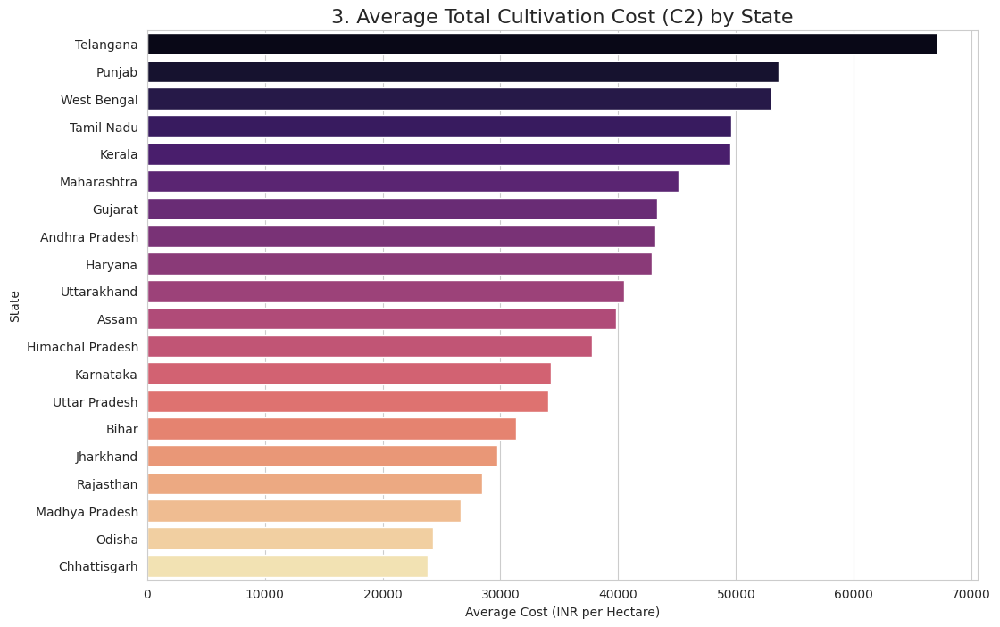 3. Average Total Cultivation Cost (C2) by State
Telangana
Punjab
West Bengal
Tamil Nadu
Kerala
Maharashtra
Gujarat
Andhra Pradesh
Haryana
Uttarakhand
Assam
Himachal Pradesh
Karnataka
Uttar Pradesh
Bihar
Jharkhand
Rajasthan
Madhya Pradesh
Odisha
Chhattisgarh
State
0 10000 20000 30000 40000 50000 60000 70000
Average Cost (INR per Hectare)